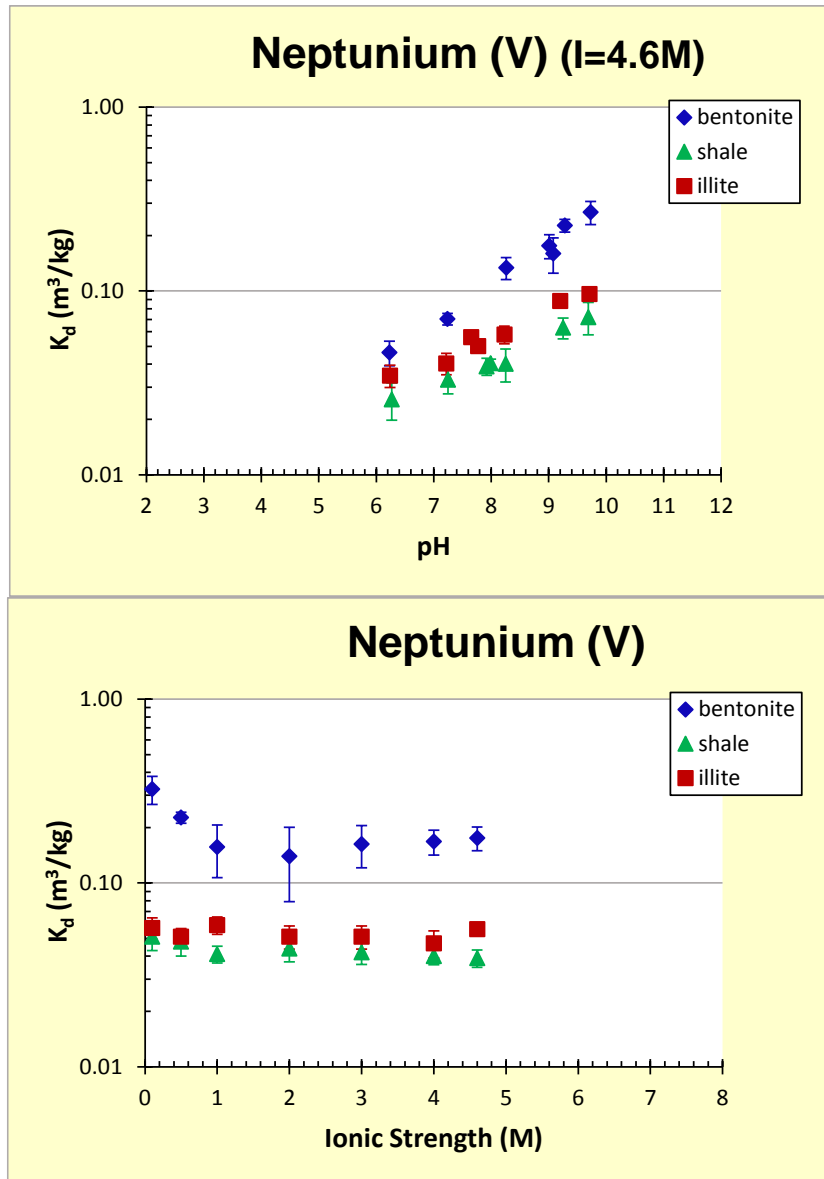 Neptunium (V) (I=4.6M)
bentonite
shale
illite
1.00
0.10
0.01
K_d (m³/kg)
2 3 4 5 6 7 8 9 10 11 12
pH
Neptunium (V)
bentonite
shale
illite
1.00
0.10
0.01
K_d (m³/kg)
0 1 2 3 4 5 6 7 8
Ionic Strength (M)